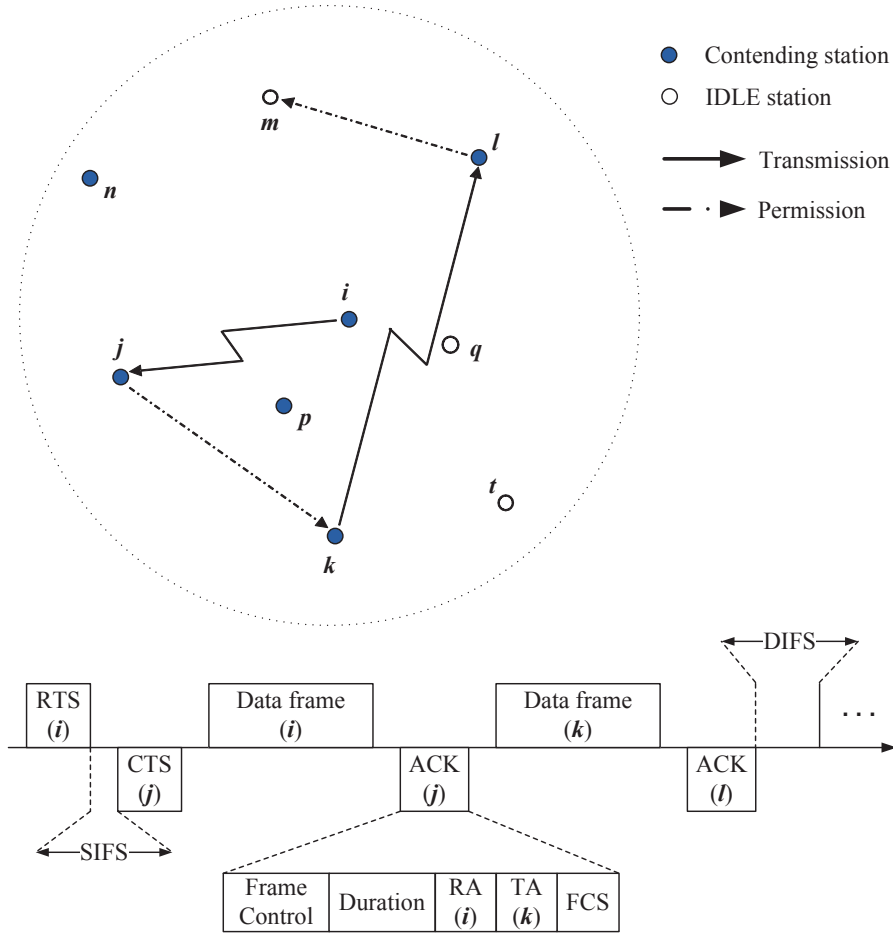 Contending station
IDLE station
Transmission
Permission
m
l
n
i
j
q
p
t
k
DIFS
RTS
(i)
Data frame
(i)
Data frame
(k)
. . .
CTS
(j)
ACK
(j)
ACK
(l)
SIFS
Frame
Control
Duration
RA
(i)
TA
(k)
FCS